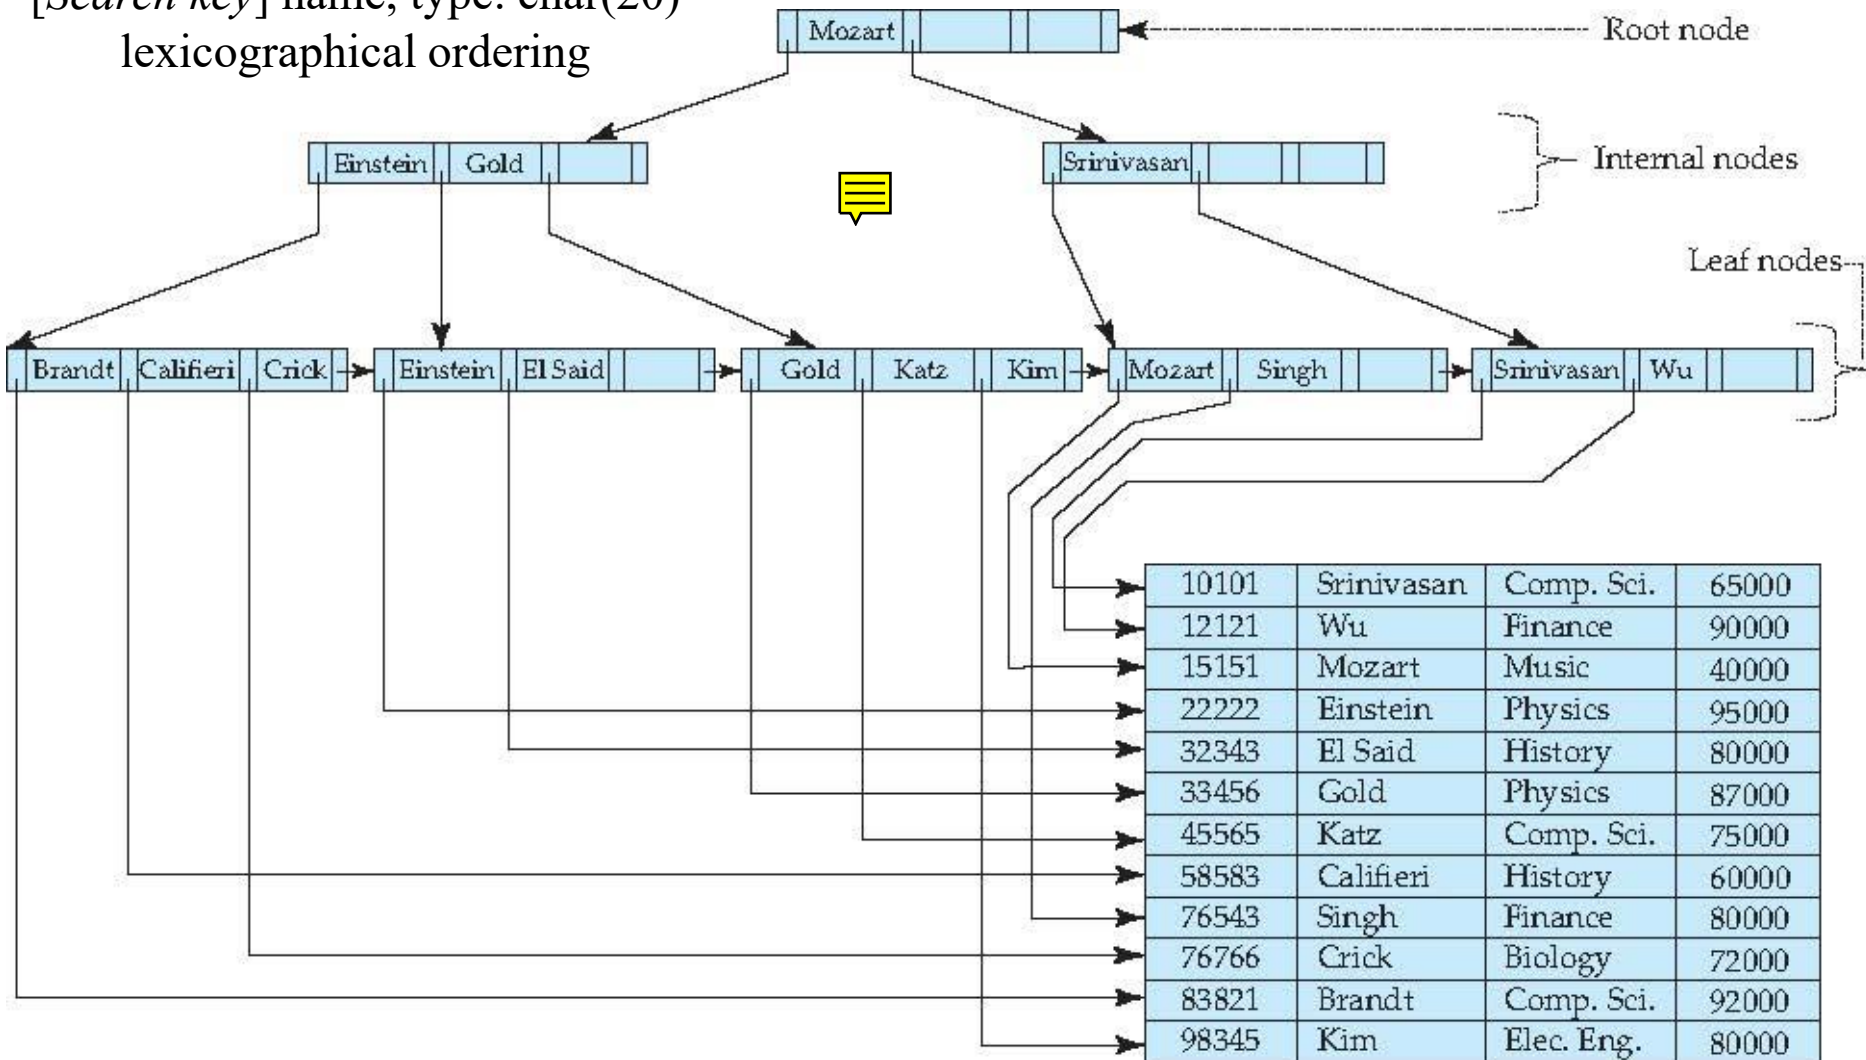 [Search key] name, type: char(20)
lexicographical ordering
Mozart
Root node
Einstein Gold
Srinivasan
Internal nodes
Leaf nodes
Brandt Califieri Crick
Einstein El Said
Gold Katz Kim
Mozart Singh
Srinivasan Wu
10101 Srinivasan Comp. Sci. 65000
12121 Wu Finance 90000
15151 Mozart Music 40000
22222 Einstein Physics 95000
32343 El Said History 80000
33456 Gold Physics 87000
45565 Katz Comp. Sci. 75000
58583 Califieri History 60000
76543 Singh Finance 80000
76766 Crick Biology 72000
83821 Brandt Comp. Sci. 92000
98345 Kim Elec. Eng. 80000